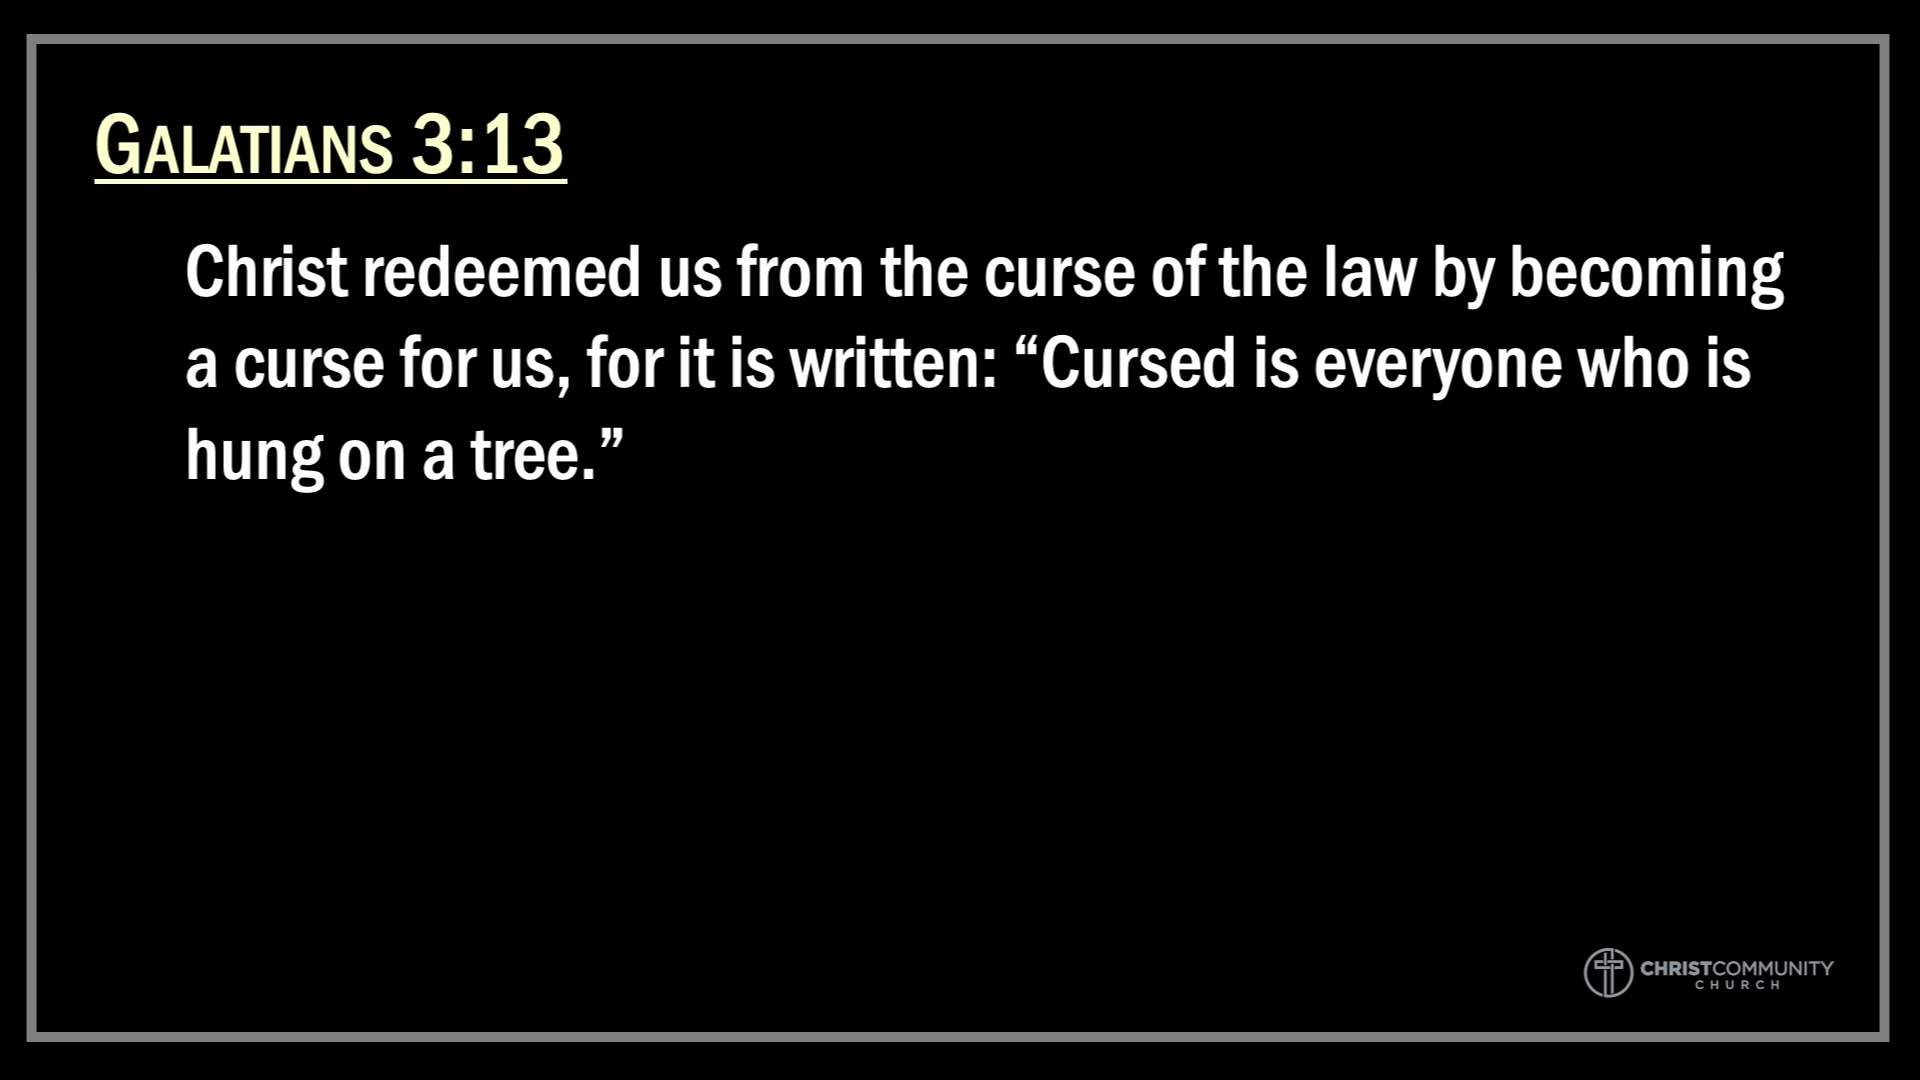 GALATIANS 3:13
Christ redeemed us from the curse of the law by becoming
a curse for us, for it is written: “Cursed is everyone who is
hung on a tree.”
CHRISTCOMMUNITY
CHURCH